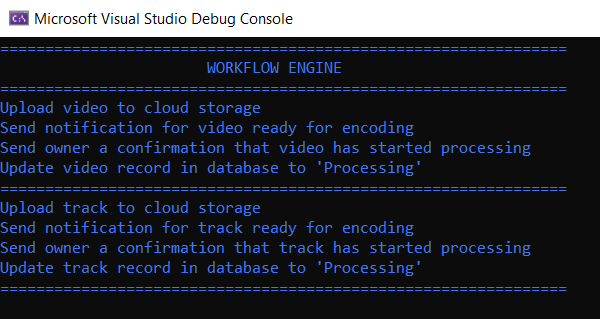 C:\ Microsoft Visual Studio Debug Console
===============================================================
WORKFLOW ENGINE
===============================================================
Upload video to cloud storage
Send notification for video ready for encoding
Send owner a confirmation that video has started processing
Update video record in database to 'Processing'
===============================================================
Upload track to cloud storage
Send notification for track ready for encoding
Send owner a confirmation that track has started processing
Update track record in database to 'Processing'
===============================================================